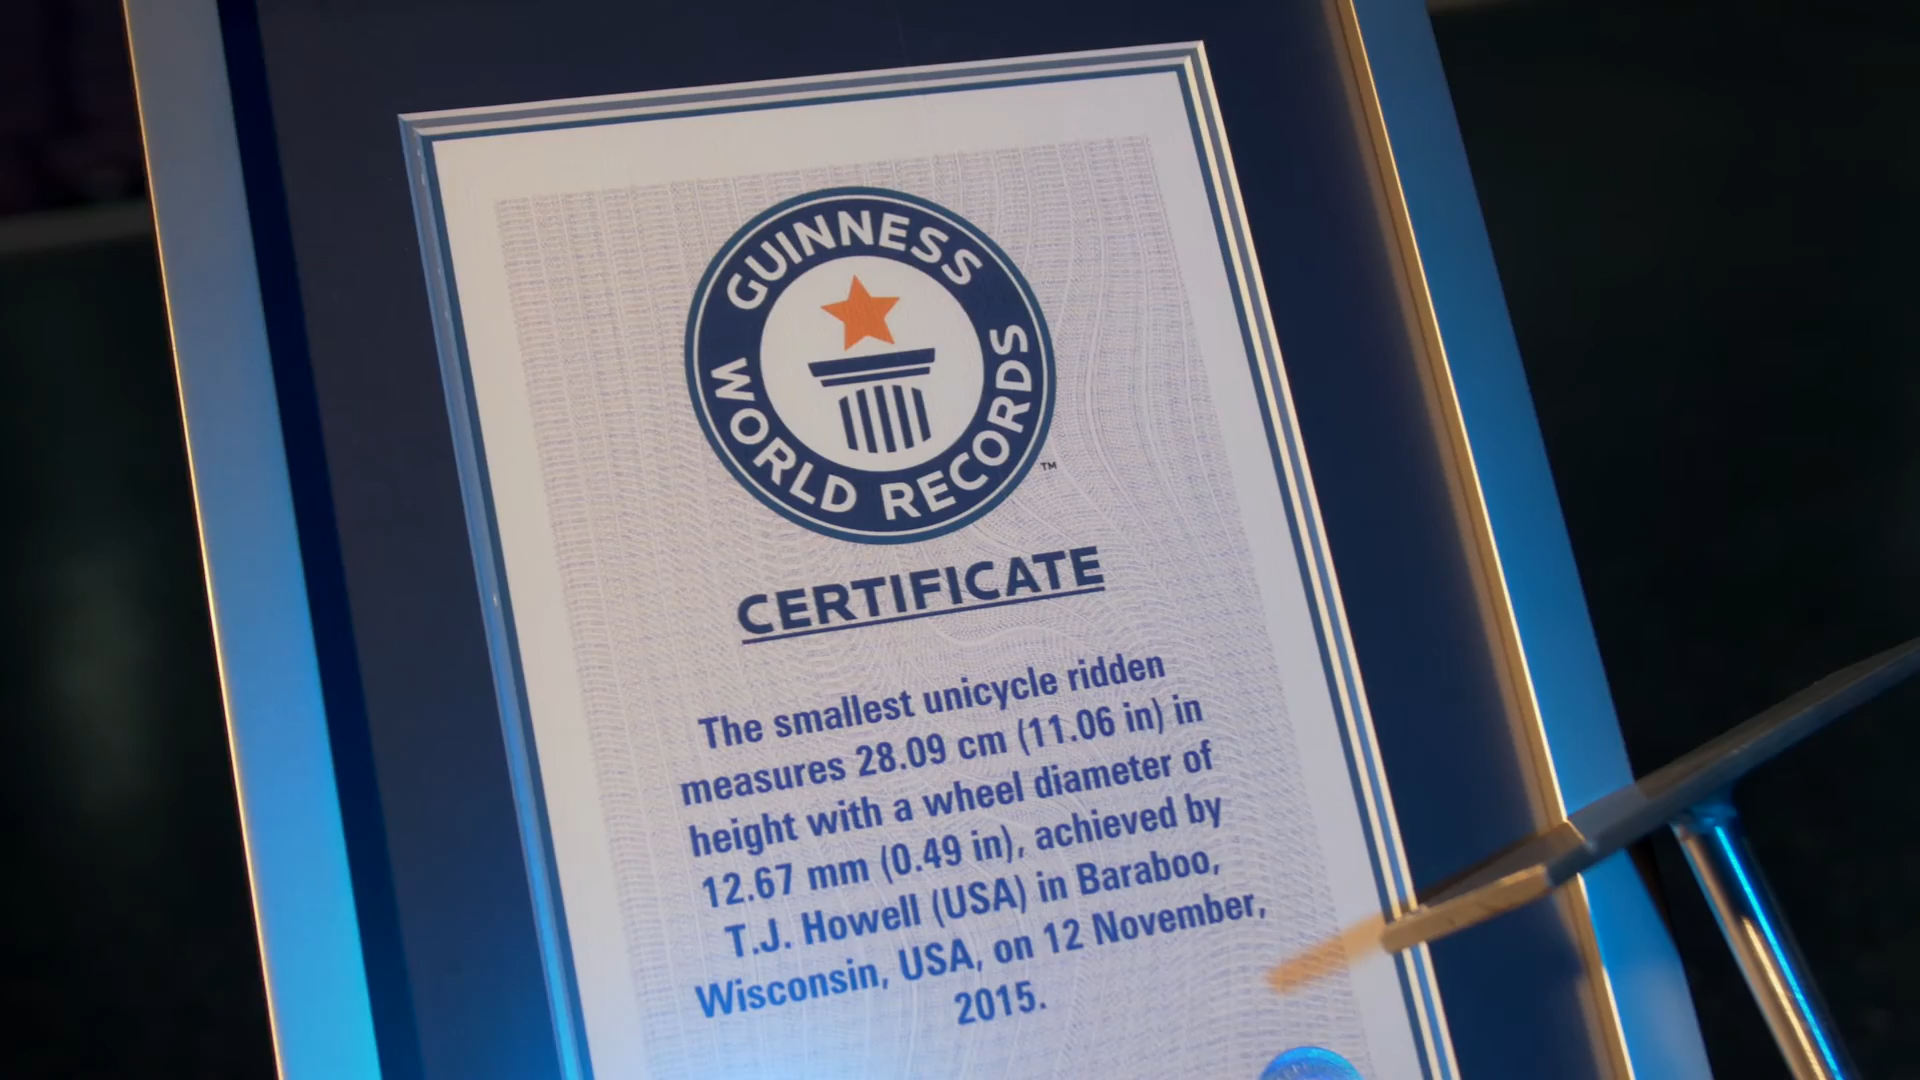 GUINNESS
WORLD RECORDS
TM
CERTIFICATE
The smallest unicycle ridden
measures 28.09 cm (11.06 in) in
height with a wheel diameter of
12.67 mm (0.49 in), achieved by
T.J. Howell (USA) in Baraboo,
Wisconsin, USA, on 12 November,
2015.